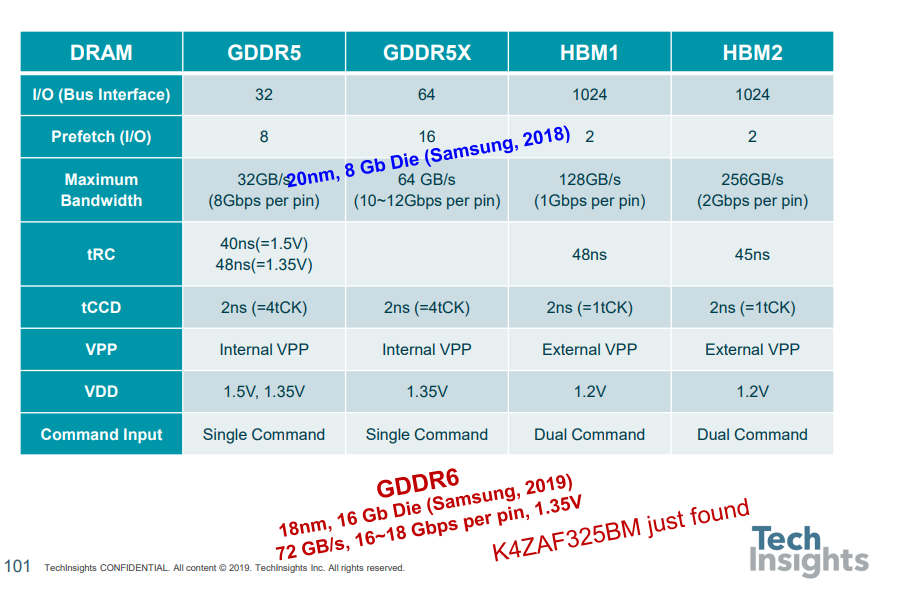 DRAM GDDR5 GDDR5X HBM1 HBM2
I/O (Bus Interface) 32 64 1024 1024
Prefetch (I/O) 8 16 2 2
20nm, 8 Gb Die (Samsung, 2018)
Maximum Bandwidth 32GB/s (8Gbps per pin) 64 GB/s (10~12Gbps per pin) 128GB/s (1Gbps per pin) 256GB/s (2Gbps per pin)
tRC 40ns(=1.5V) 48ns(=1.35V) 48ns 45ns
tCCD 2ns (=4tCK) 2ns (=4tCK) 2ns (=1tCK) 2ns (=1tCK)
VPP Internal VPP Internal VPP External VPP External VPP
VDD 1.5V, 1.35V 1.35V 1.2V 1.2V
Command Input Single Command Single Command Dual Command Dual Command
GDDR6
18nm, 16 Gb Die (Samsung, 2019)
72 GB/s, 16~18 Gbps per pin, 1.35V
K4ZAF325BM just found
101 TechInsights CONFIDENTIAL. All content © 2019. TechInsights Inc. All rights reserved.
Tech
Insights